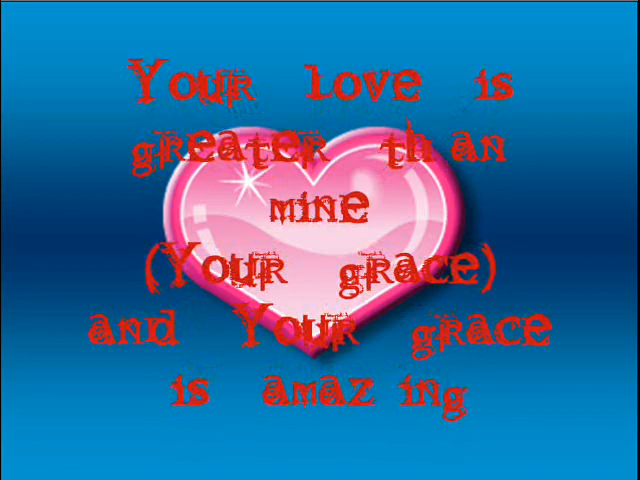 Your love is
greater than
mine
(Your grace)
and Your grace
is amazing